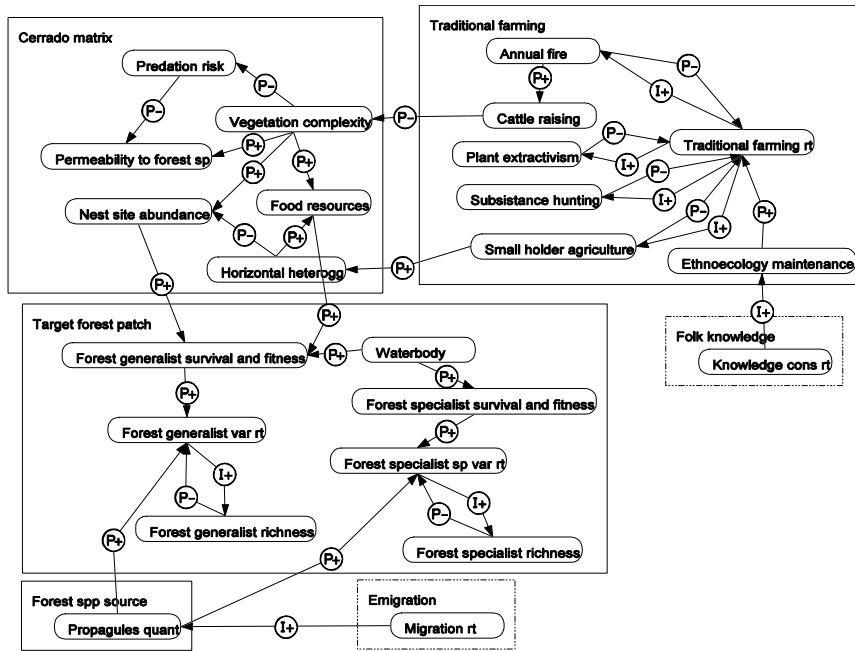 Cerrado matrix
Predation risk
P-
P-
Vegetation complexity
Permeability to forest sp
P+
P+
P+
Nest site abundance
Food resources
P-
P+
Horizontal heterogg
P+
P+
P-
P+
Traditional farming
Annual fire
P-
P+
I+
Cattle raising
Plant extractivism
P-
I+
Traditional farming rt
Subsistance hunting
P-
I+
P-
I+
P+
Small holder agriculture
Ethnoecology maintenance
I+
Folk knowledge
Knowledge cons rt
Target forest patch
Forest generalist survival and fitness
P+
Waterbody
P+
P+
Forest specialist survival and fitness
Forest generalist var rt
P+
Forest specialist sp var rt
I+
P-
Forest generalist richness
I+
P-
Forest specialist richness
P+
P+
Forest spp source
Propagules quant
I+
Emigration
Migration rt